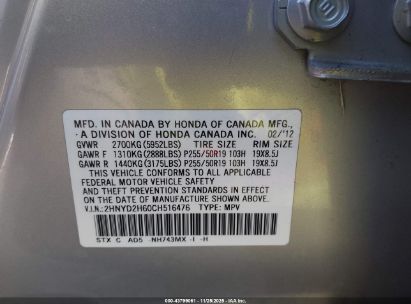 MFD. IN CANADA BY HONDA OF CANADA MFG.,
A DIVISION OF HONDA CANADA INC. 02/'12
GVWR 2700KG (5952LBS) TIRE SIZE RIM SIZE
GAWR F 1310KG (2888LBS) P255/50R19 103H 19X8.5J
GAWR R 1440KG (3175LBS) P255/50R19 103H 19X8.5J
THIS VEHICLE CONFORMS TO ALL APPLICABLE
FEDERAL MOTOR VEHICLE SAFETY
AND THEFT PREVENTION STANDARDS IN EFFECT
ON THE DATE OF MANUFACTURE SHOWN ABOVE.
V.I.N.: 2HNYD2H60CH516476 TYPE: MPV
STX C AD5 -NH743MX -I -H